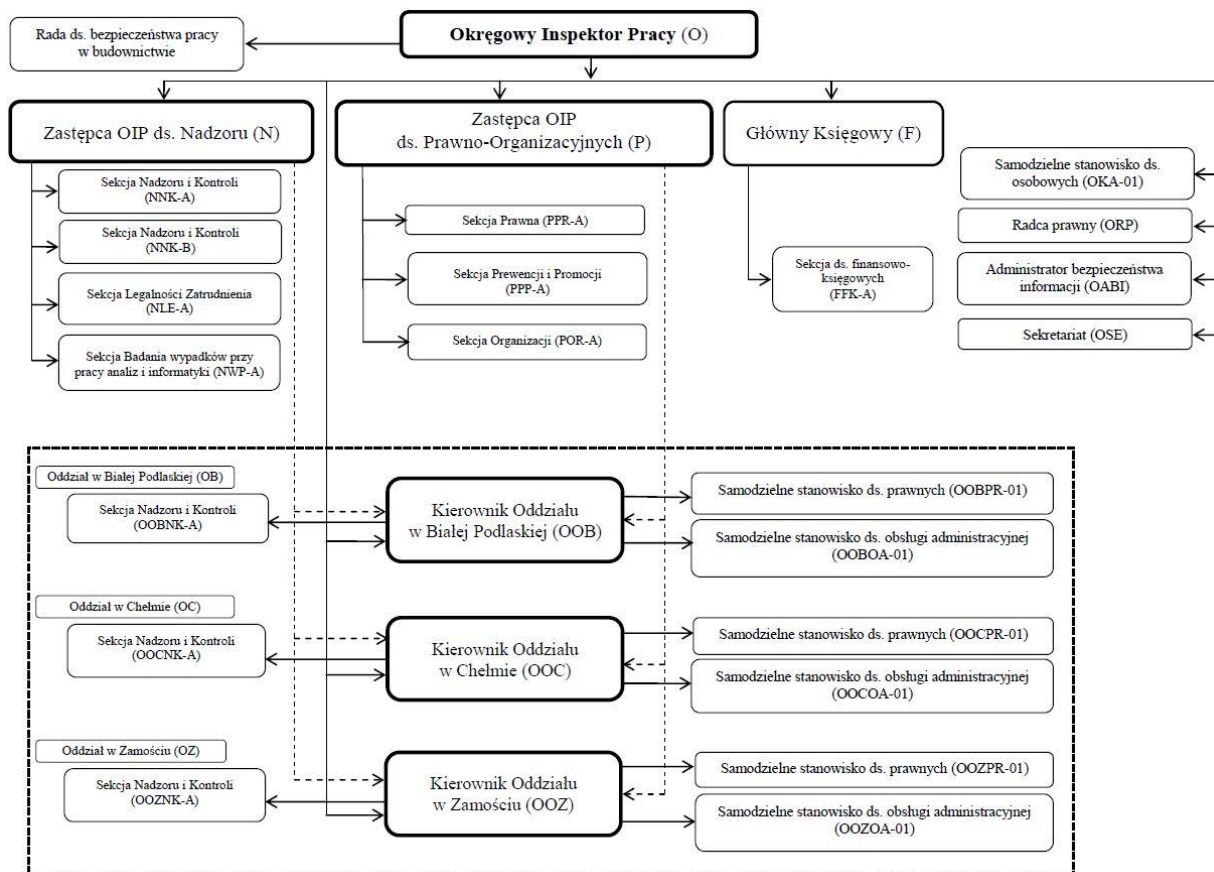 Rada ds. bezpieczeństwa pracy
w budownictwie
Okręgowy Inspektor Pracy (O)
Zastępca OIP ds. Nadzoru (N)
Zastępca OIP
ds. Prawno-Organizacyjnych (P)
Główny Księgowy (F)
Sekcja Nadzoru i Kontroli
(NNK-A)
Sekcja Nadzoru i Kontroli
(NNK-B)
Sekcja Legalności Zatrudnienia
(NLE-A)
Sekcja Badania wypadków przy
pracy analiz i informatyki (NWP-A)
Sekcja Prawna (PPR-A)
Sekcja Prewencji i Promocji
(PPP-A)
Sekcja Organizacji (POR-A)
Sekcja ds. finansowo-
księgowych
(FFK-A)
Samodzielne stanowisko ds.
osobowych (OKA-01)
Radca prawny (ORP)
Administrator bezpieczeństwa
informacji (OABI)
Sekretariat (OSE)
Oddział w Białej Podlaskiej (OB)
Sekcja Nadzoru i Kontroli
(OOBNK-A)
Kierownik Oddziału
w Białej Podlaskiej (OOB)
Samodzielne stanowisko ds. prawnych (OOBPR-01)
Samodzielne stanowisko ds. obsługi administracyjnej
(OOBOA-01)
Oddział w Chełmie (OC)
Sekcja Nadzoru i Kontroli
(OOCNK-A)
Kierownik Oddziału
w Chełmie (OOC)
Samodzielne stanowisko ds. prawnych (OOCPR-01)
Samodzielne stanowisko ds. obsługi administracyjnej
(OOCOA-01)
Oddział w Zamościu (OZ)
Sekcja Nadzoru i Kontroli
(OOZNK-A)
Kierownik Oddziału
w Zamościu (OOZ)
Samodzielne stanowisko ds. prawnych (OOZPR-01)
Samodzielne stanowisko ds. obsługi administracyjnej
(OOZOA-01)